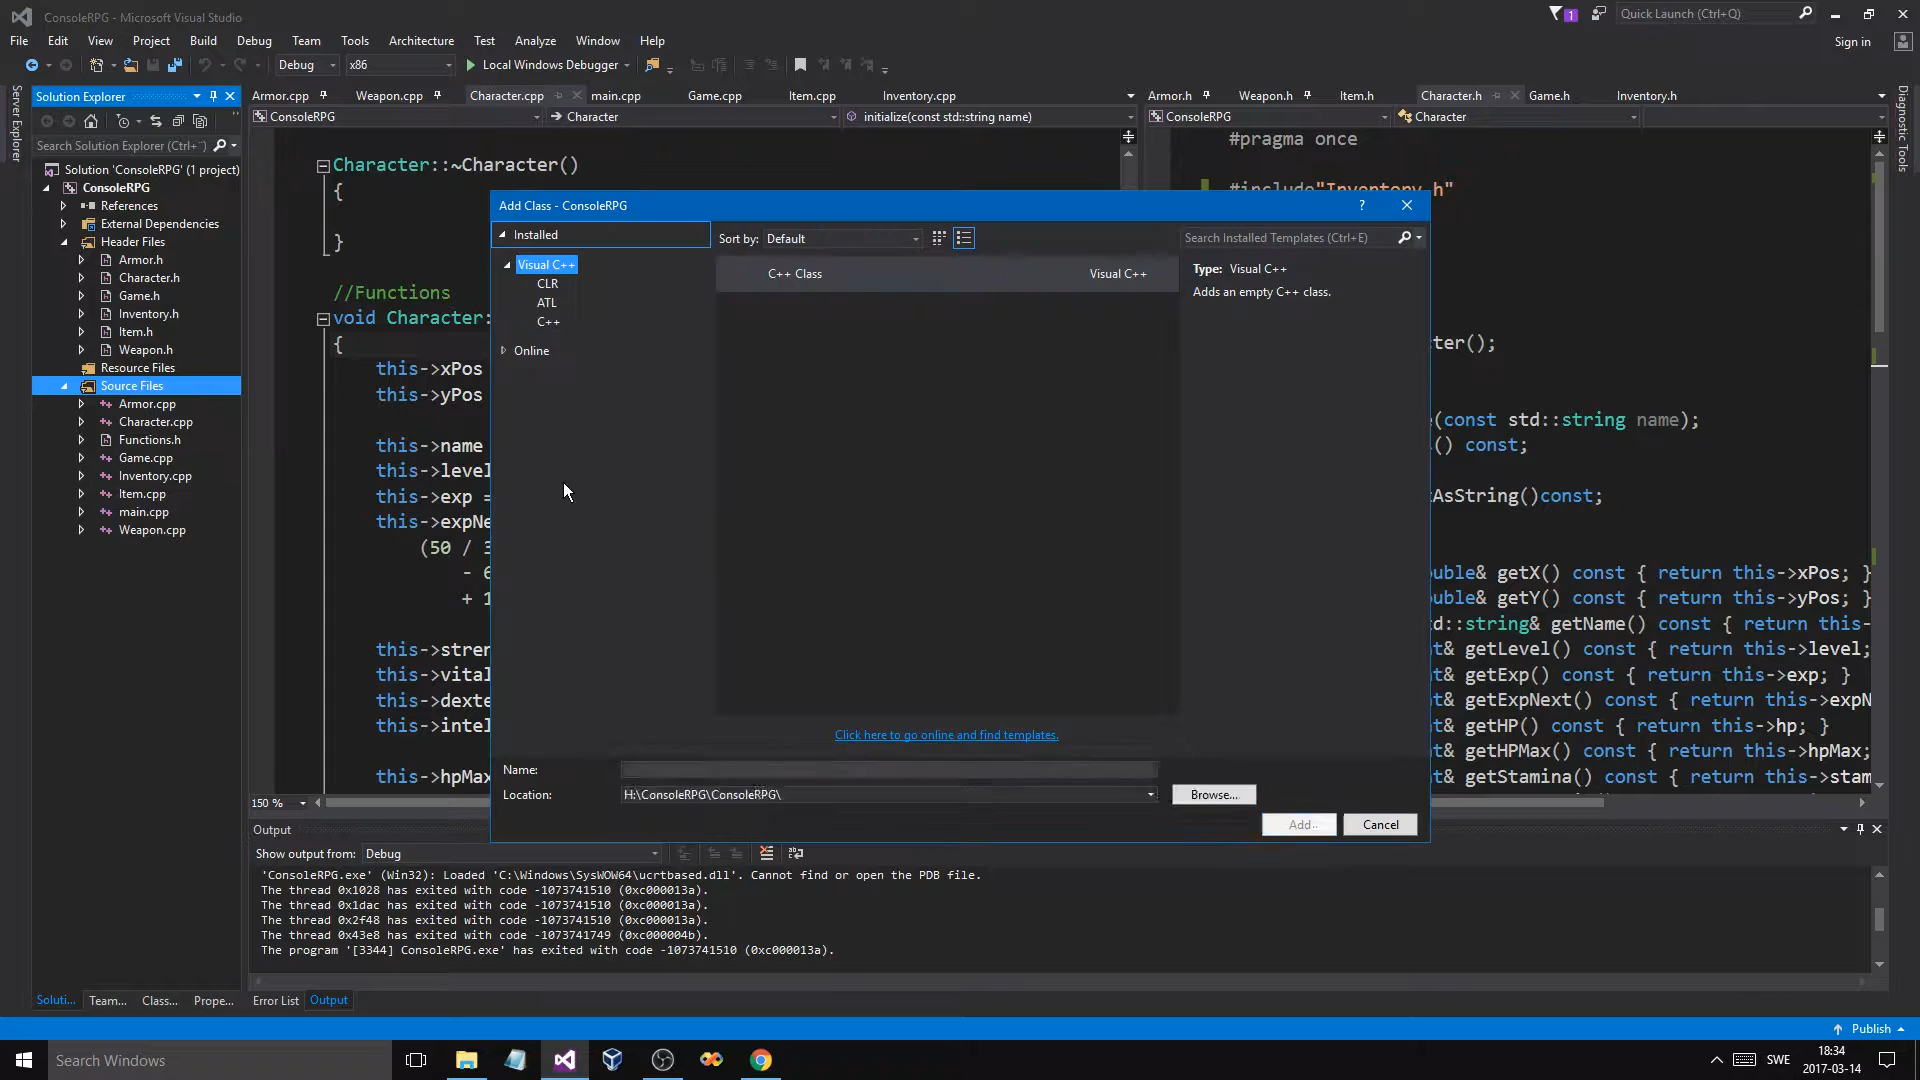 ConsoleRPG - Microsoft Visual Studio
1
Quick Launch (Ctrl+Q)
File Edit View Project Build Debug Team Tools Architecture Test Analyze Window Help
Sign in
Debug x86 Local Windows Debugger
Server Explorer
Solution Explorer
Search Solution Explorer (Ctrl+
Solution 'ConsoleRPG' (1 project)
ConsoleRPG
References
External Dependencies
Header Files
Armor.h
Character.h
Game.h
Inventory.h
Item.h
Weapon.h
Resource Files
Source Files
Armor.cpp
Character.cpp
Functions.h
Game.cpp
Inventory.cpp
Item.cpp
main.cpp
Weapon.cpp
Soluti... Team... Class... Prope...
Armor.cpp Weapon.cpp Character.cpp main.cpp Game.cpp Item.cpp Inventory.cpp
ConsoleRPG Character initialize(const std::string name)
Character::~Character()
{
}
//Functions
void Character:
{
this->xPos
this->yPos
this->name
this->level
this->exp =
this->expNe
(50 / 3
- 6
+ 1
this->stren
this->vital
this->dexte
this->intel
this->hpMax
150 %
Armor.h Weapon.h Item.h Character.h Game.h Inventory.h
ConsoleRPG Character
#pragma once
#include"Inventory.h"
ter();
(const std::string name);
() const;
AsString()const;
uble& getX() const { return this->xPos; }
uble& getY() const { return this->yPos; }
d::string& getName() const { return this-
t& getLevel() const { return this->level;
t& getExp() const { return this->exp; }
t& getExpNext() const { return this->expN
t& getHP() const { return this->hp; }
t& getHPMax() const { return this->hpMax;
t& getStamina() const { return this->stam
Diagnostic Tools
Add Class - ConsoleRPG
?
Installed
Visual C++
CLR
ATL
C++
Online
Sort by: Default
Search Installed Templates (Ctrl+E)
C++ Class Visual C++
Type: Visual C++
Adds an empty C++ class.
Click here to go online and find templates.
Name:
Location: H:\ConsoleRPG\ConsoleRPG\
Browse...
Add.. Cancel
Output
Show output from: Debug
'ConsoleRPG.exe' (Win32): Loaded 'C:\Windows\SysWOW64\ucrtbased.dll'. Cannot find or open the PDB file.
The thread 0x1028 has exited with code -1073741510 (0xc000013a).
The thread 0x1dac has exited with code -1073741510 (0xc000013a).
The thread 0x2f48 has exited with code -1073741510 (0xc000013a).
The thread 0x43e8 has exited with code -1073741749 (0xc000004b).
The program '[3344] ConsoleRPG.exe' has exited with code -1073741510 (0xc000013a).
Error List Output
Publish
Search Windows
SWE
18:34
2017-03-14